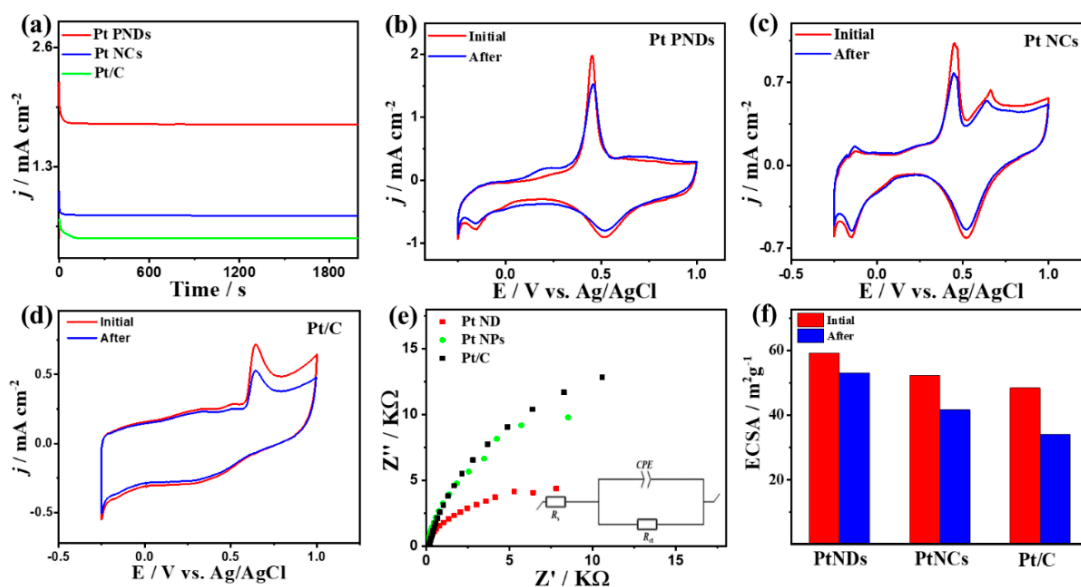 (a)
Pt PNDs
Pt NCs
Pt/C
2.6
1.3
j / mA cm-2
0
600
1200
1800
Time / s
(b)
Initial
After
Pt PNDs
2
1
0
-1
j / mA cm-2
0.0
0.5
1.0
E / V vs. Ag/AgCl
(c)
Initial
After
Pt NCs
0.7
0.0
-0.7
j / mA cm-2
-0.5
0.0
0.5
1.0
E / V vs. Ag/AgCl
(d)
Initial
After
Pt/C
0.5
0.0
-0.5
j / mA cm-2
-0.5
0.0
0.5
1.0
E / V vs. Ag/AgCl
(e)
Pt ND
Pt NPs
Pt/C
15
10
5
0
Z'' / KΩ
CPE
Rs
Rct
0
5
10
15
Z' / KΩ
(f)
Initial
After
60
40
20
ECSA / m2g-1
PtNDs
PtNCs
Pt/C